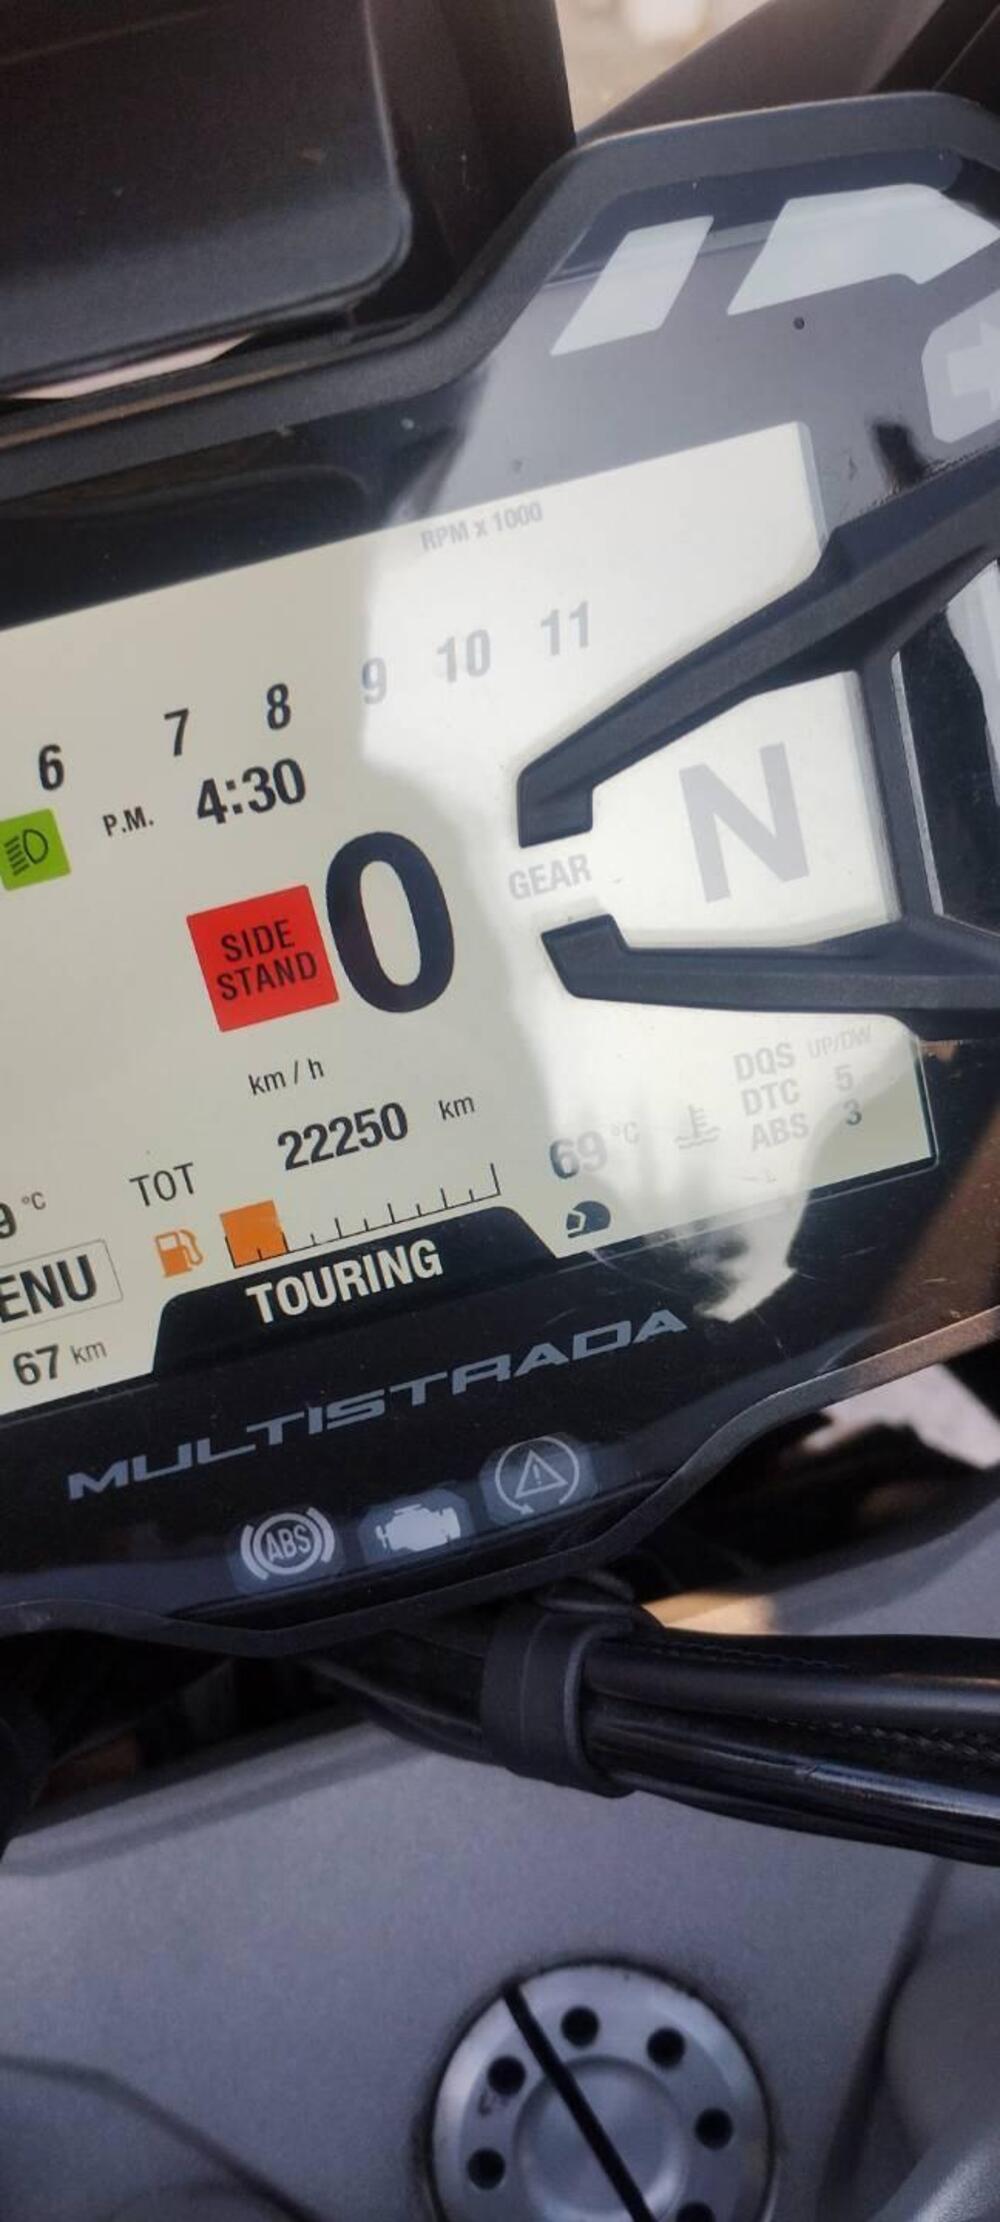 RPM x 1000
6 7 8 9 10 11
P.M. 4:30
SIDE
STAND
0
GEAR
N
km / h
DQS UP/DW
DTC 5
ABS 3
TOT 22250 km
69 °C
9 °C
ENU
TOURING
67 km
MULTISTRADA
ABS